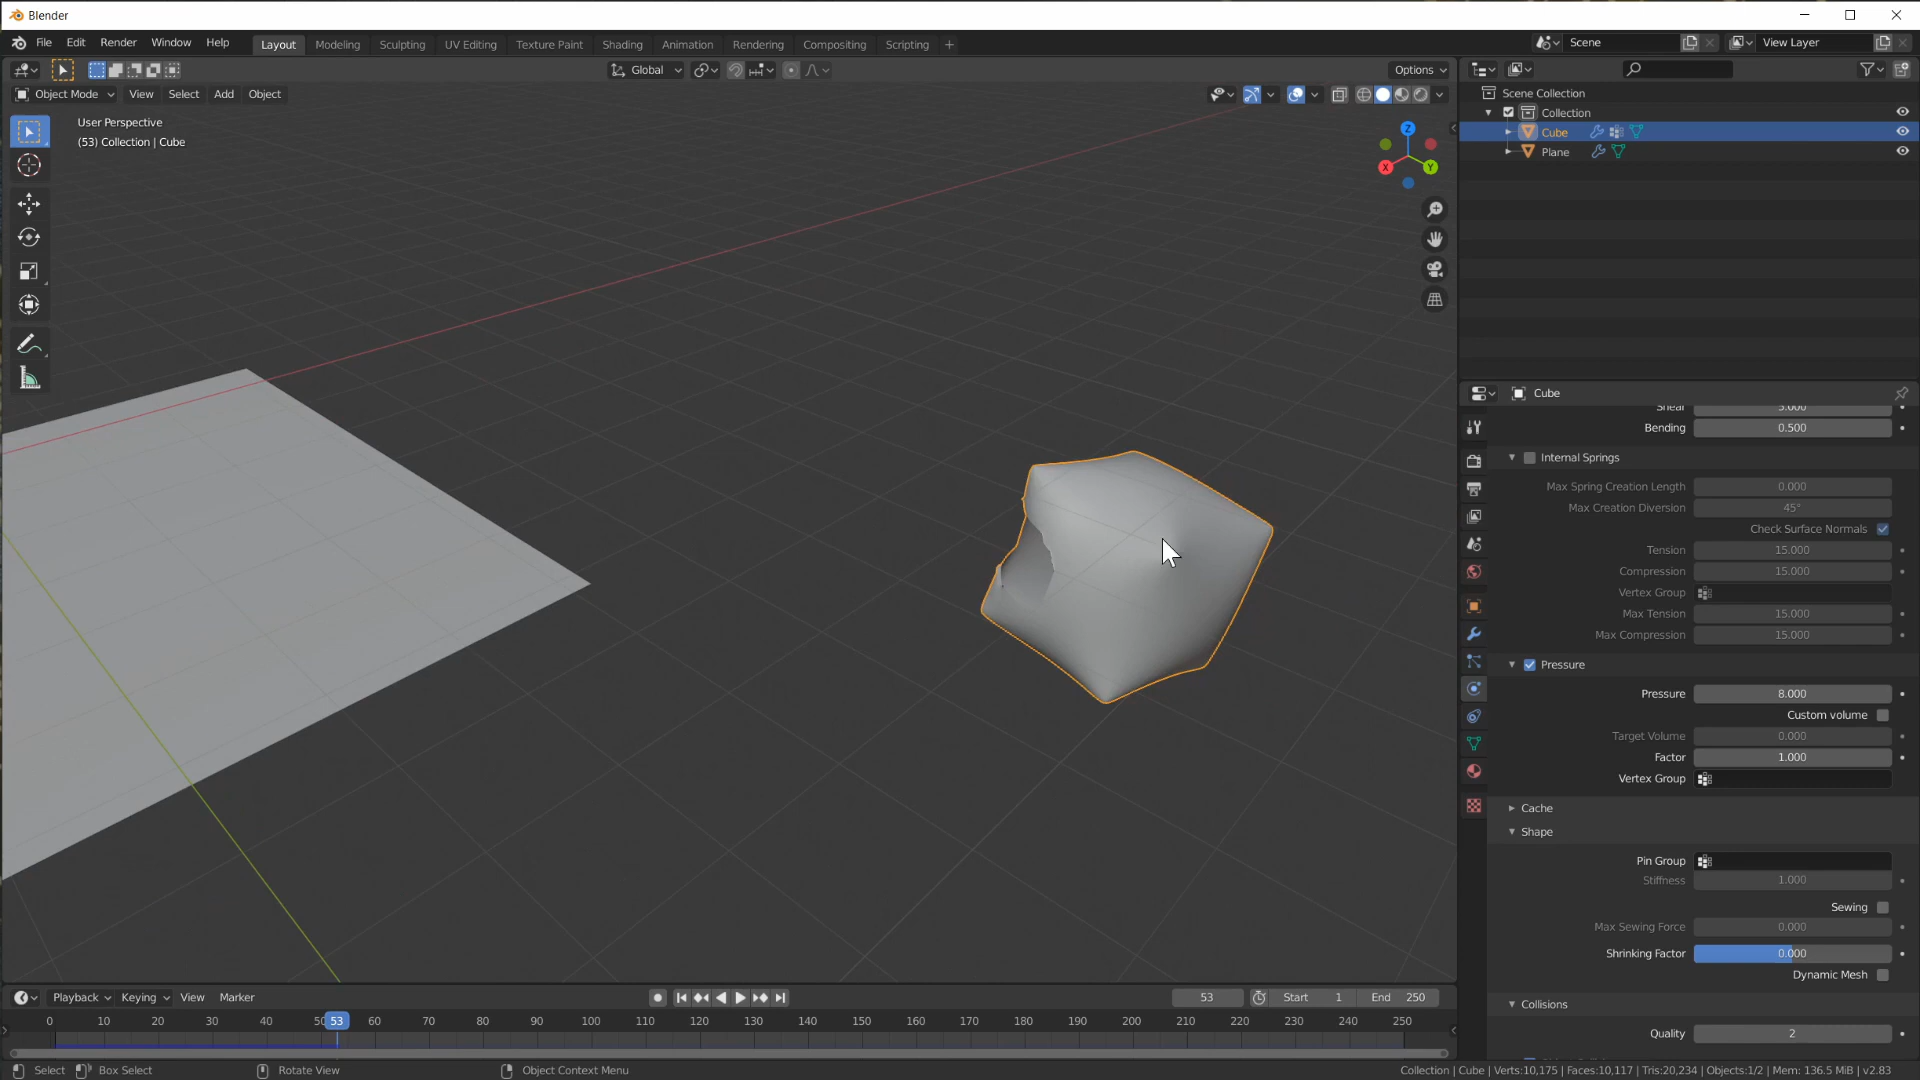 Blender
File Edit Render Window Help Layout Modeling Sculpting UV Editing Texture Paint Shading Animation Rendering Compositing Scripting + Scene View Layer
Global Options
Object Mode View Select Add Object
User Perspective
(53) Collection | Cube
Z
X Y
Scene Collection
Collection
Cube
Plane
Cube
Shear 5.000
Bending 0.500
Internal Springs
Max Spring Creation Length 0.000
Max Creation Diversion 45°
Check Surface Normals
Tension 15.000
Compression 15.000
Vertex Group
Max Tension 15.000
Max Compression 15.000
Pressure
Pressure 8.000
Custom volume
Target Volume 0.000
Factor 1.000
Vertex Group
Cache
Shape
Pin Group
Stiffness 1.000
Sewing
Max Sewing Force 0.000
Shrinking Factor 0.000
Dynamic Mesh
Collisions
Quality 2
Playback Keying View Marker 53 Start 1 End 250
0 10 20 30 40 50 53 60 70 80 90 100 110 120 130 140 150 160 170 180 190 200 210 220 230 240 250
Select Box Select Rotate View Object Context Menu Collection | Cube | Verts:10,175 | Faces:10,117 | Tris:20,234 | Objects:1/2 | Mem: 136.5 MiB | v2.83